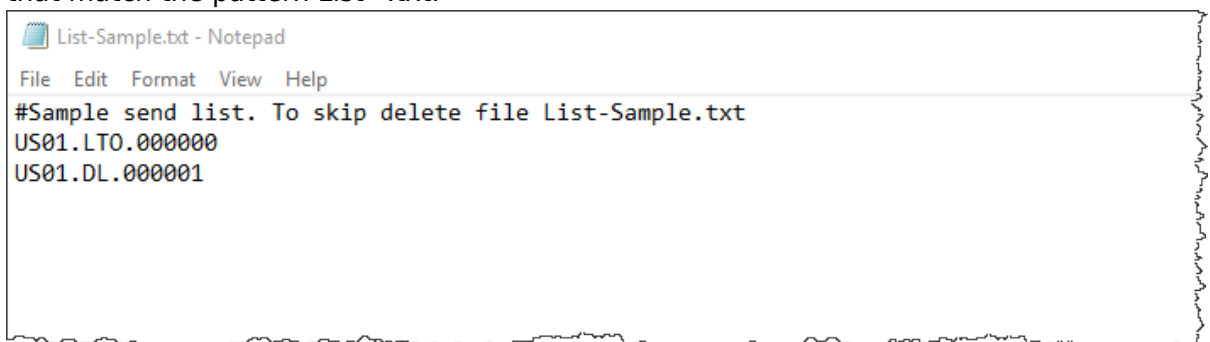 that match the pattern List-*.txt.
List-Sample.txt - Notepad
File Edit Format View Help
#Sample send list. To skip delete file List-Sample.txt
US01.LTO.000000
US01.DL.000001